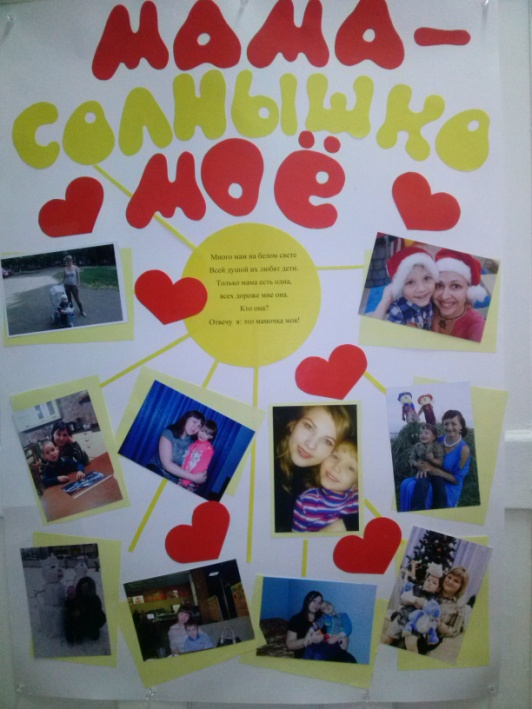 МАМА-
СОЛНЫШКО
МОЁ
Много мам на белом свете
Всей душой их любят дети.
Только мама есть одна,
всех дороже мне она.
Кто она?
Отвечу я: это мамочка моя!